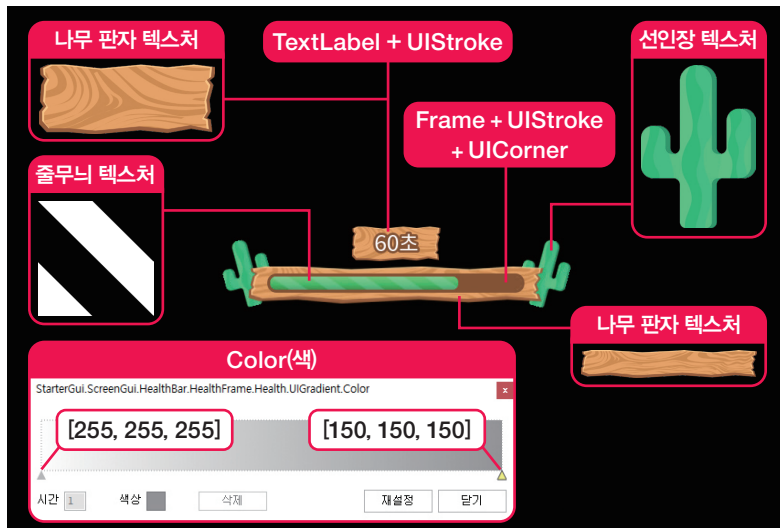 나무 판자 텍스처
TextLabel + UIStroke
선인장 텍스처
Frame + UIStroke
+ UICorner
줄무늬 텍스처
60초
나무 판자 텍스처
Color(색)
StarterGui.ScreenGui.HealthBar.HealthFrame.Health.UIGradient.Color
x
[255, 255, 255]
[150, 150, 150]
시간 1 색상 삭제 재설정 닫기